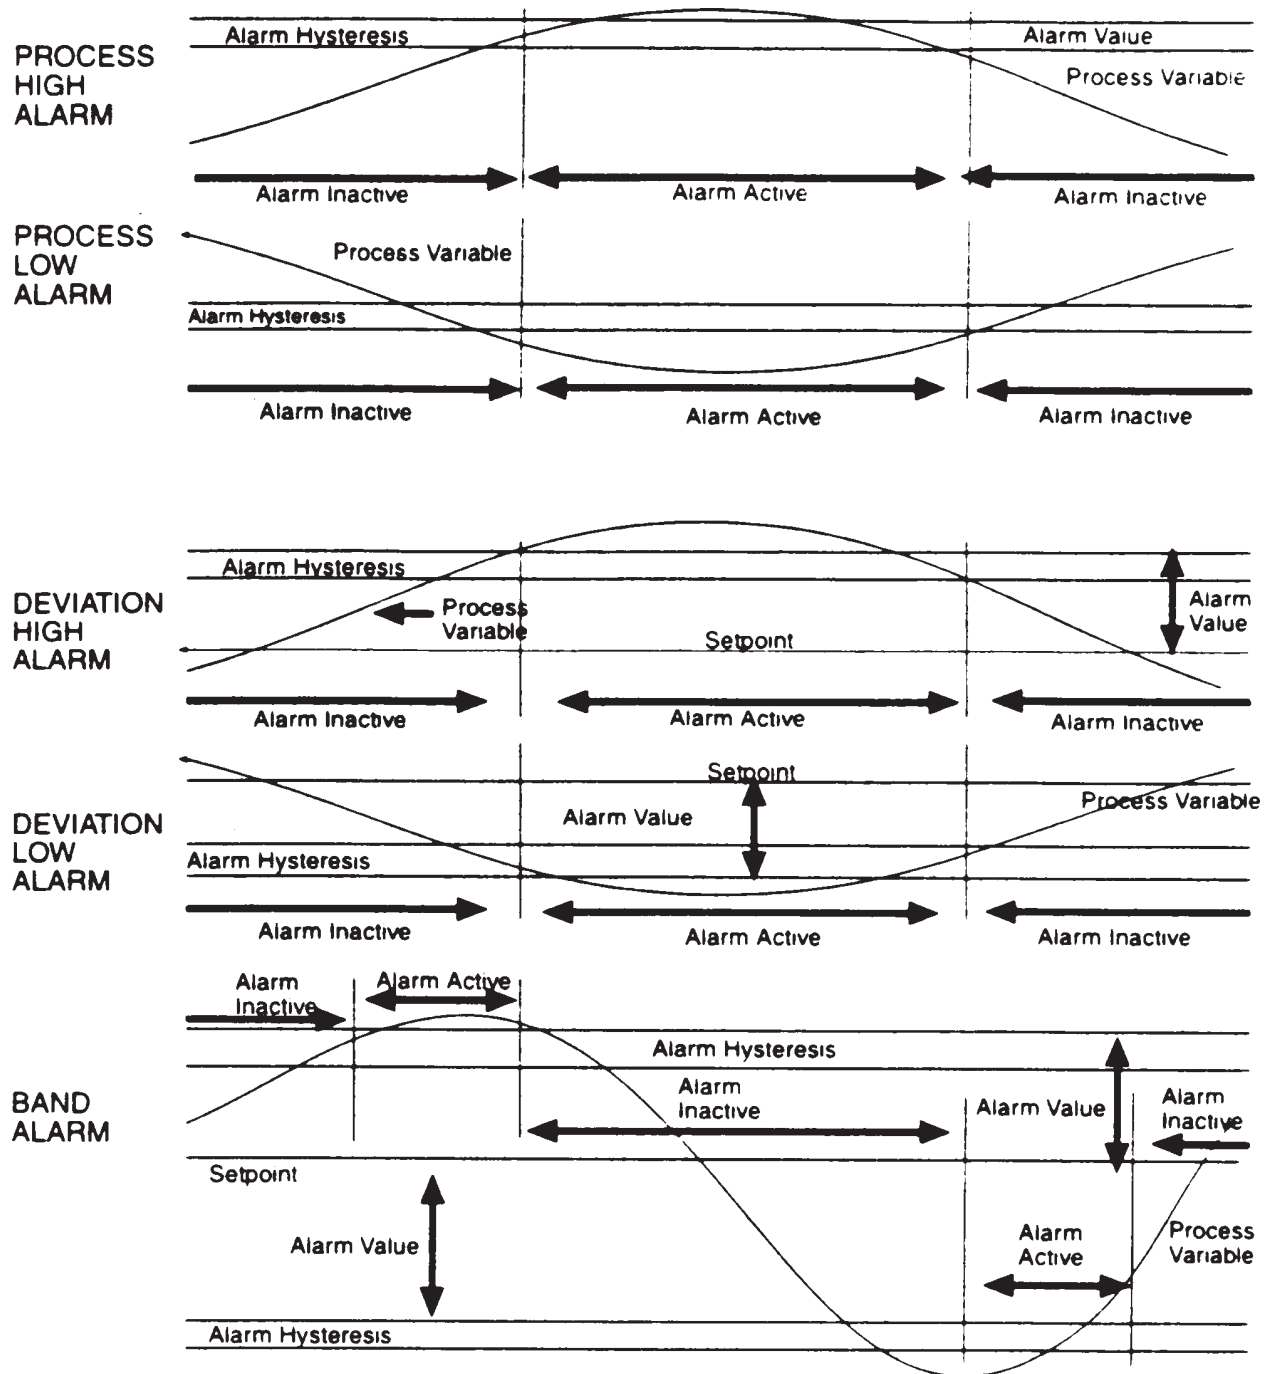 PROCESS
HIGH
ALARM
Alarm Hysteresis
Alarm Value
Process Variable
Alarm Inactive
Alarm Active
Alarm Inactive
PROCESS
LOW
ALARM
Process Variable
Alarm Hysteresis
Alarm Inactive
Alarm Active
Alarm Inactive
DEVIATION
HIGH
ALARM
Alarm Hysteresis
Process
Variable
Setpoint
Alarm
Value
Alarm Inactive
Alarm Active
Alarm Inactive
DEVIATION
LOW
ALARM
Setpoint
Alarm Value
Process Variable
Alarm Hysteresis
Alarm Inactive
Alarm Active
Alarm Inactive
BAND
ALARM
Alarm
Inactive
Alarm Active
Alarm Hysteresis
Alarm
Inactive
Alarm Value
Alarm
Inactive
Setpoint
Alarm Value
Alarm
Active
Process
Variable
Alarm Hysteresis